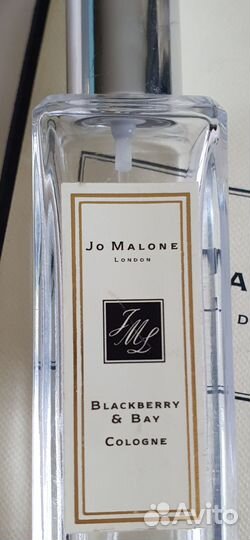 JO MALONE
LONDON
JML
BLACKBERRY
& BAY
COLOGNE
A
D
Avito